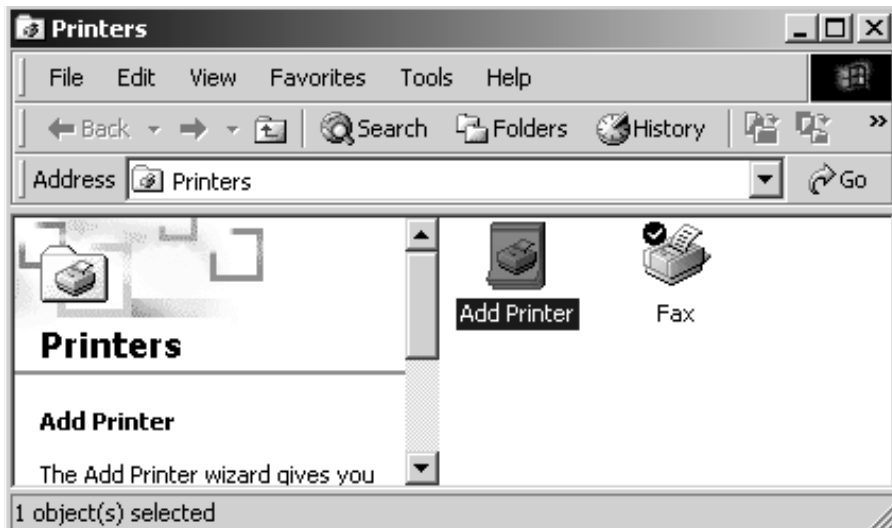 Printers
File Edit View Favorites Tools Help
Back Search Folders History »
Address Printers Go
Printers
Add Printer
The Add Printer wizard gives you
Add Printer Fax
1 object(s) selected